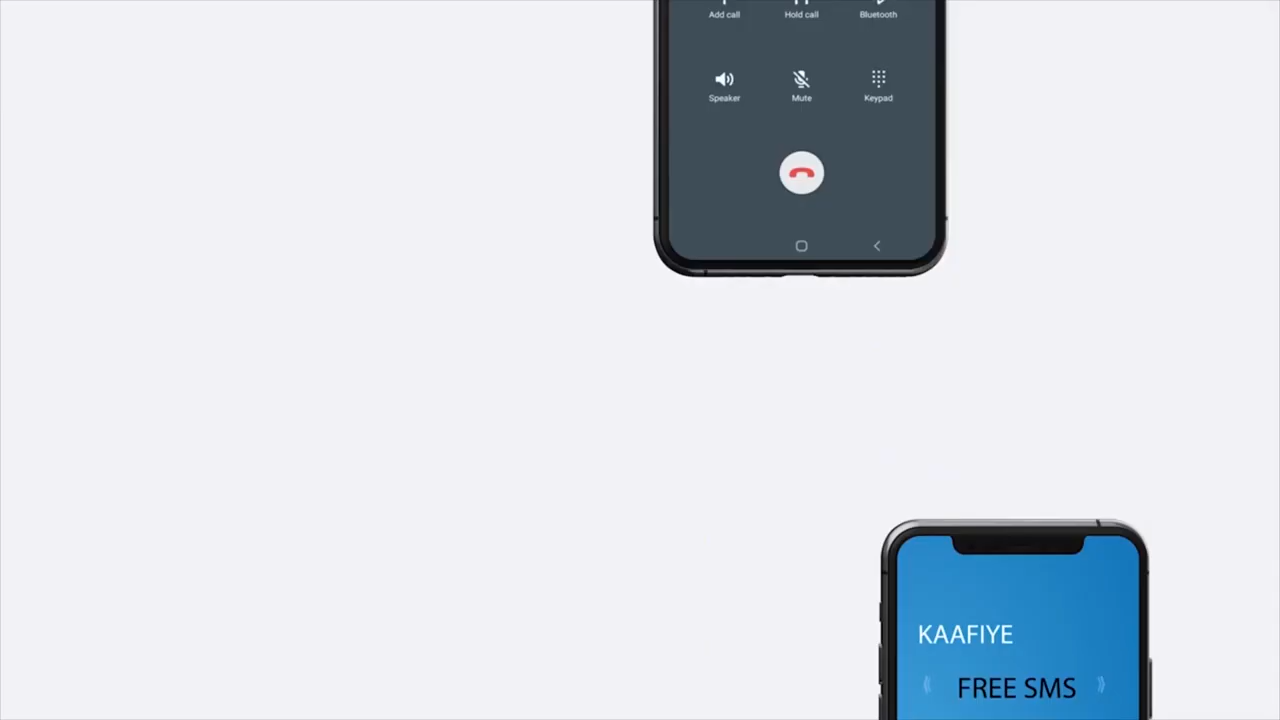 Add call Hold call Bluetooth
Speaker Mute Keypad
KAAFIYE
FREE SMS